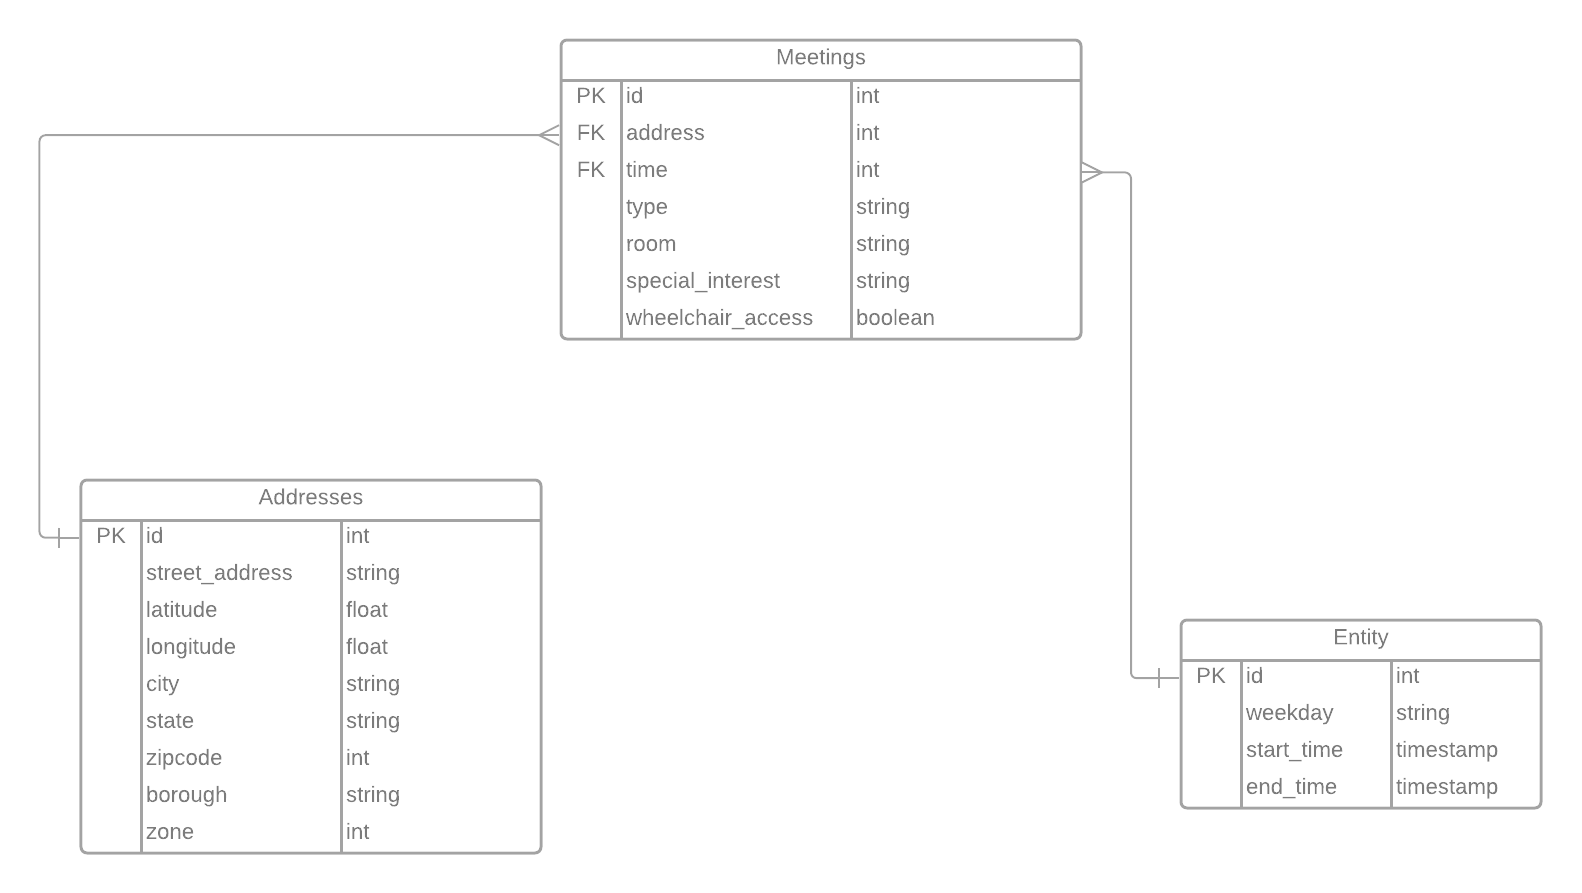 Meetings
PK id int
FK address int
FK time int
type string
room string
special_interest string
wheelchair_access boolean
Addresses
PK id int
street_address string
latitude float
longitude float
city string
state string
zipcode int
borough string
zone int
Entity
PK id int
weekday string
start_time timestamp
end_time timestamp